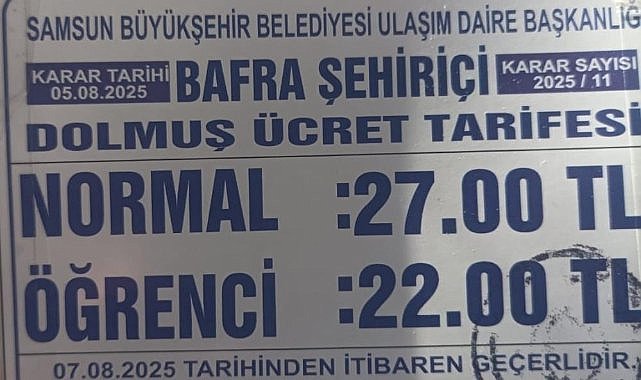 SAMSUN BÜYÜKŞEHİR BELEDİYESİ ULAŞIM DAİRE BAŞKANLIĞ
KARAR TARİHİ
05.08.2025
BAFRA ŞEHİRİÇİ
KARAR SAYISI
2025 / 11
DOLMUŞ ÜCRET TARİFESİ
NORMAL :27.00 TL
ÖĞRENCİ :22.00 TL
07.08.2025 TARİHİNDEN İTİBAREN GEÇERLİDİR.